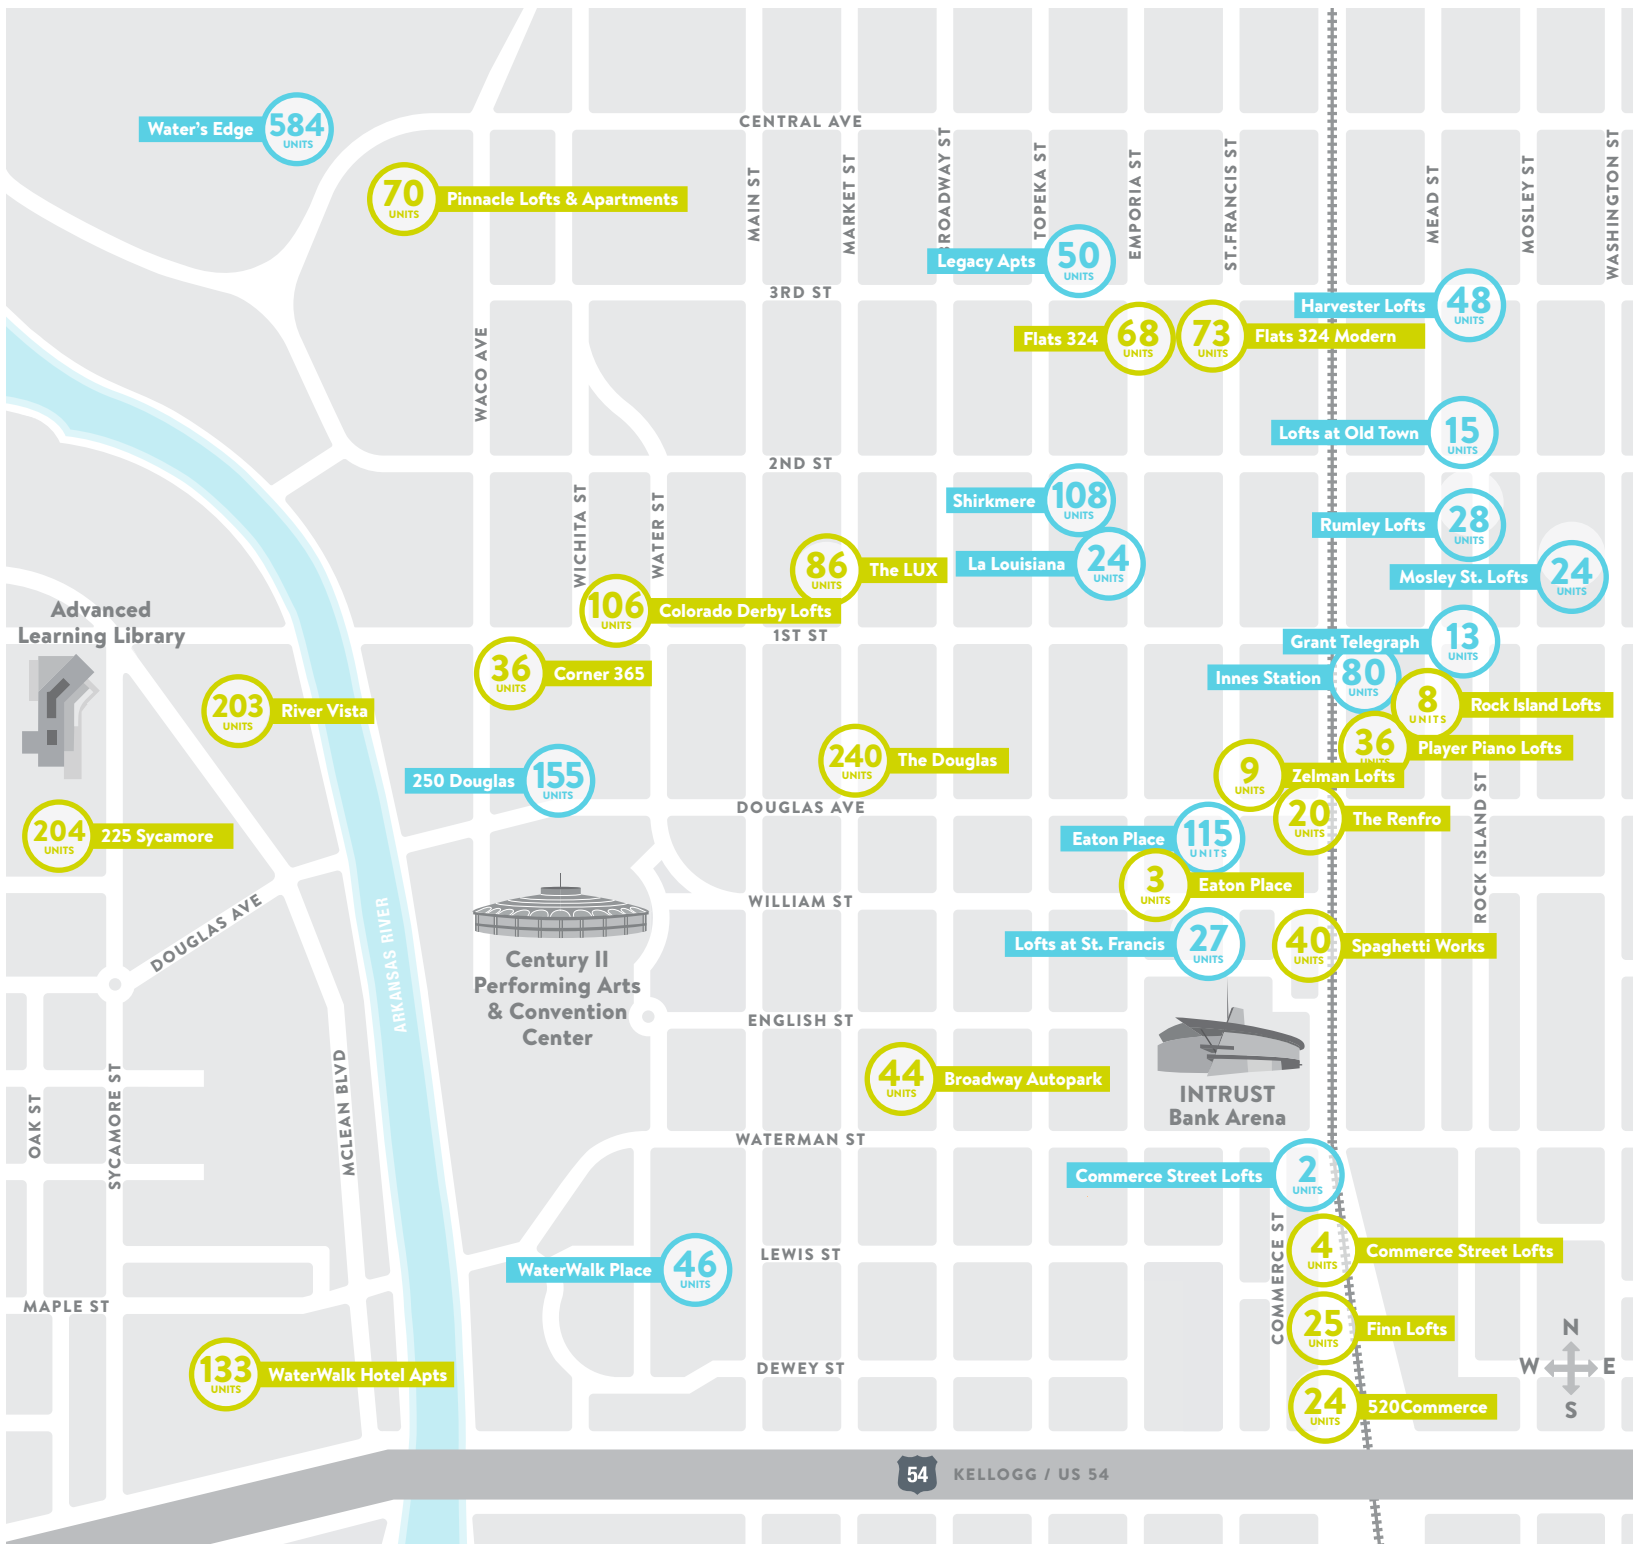 CENTRAL AVE
Water's Edge
584
UNITS
70
UNITS
Pinnacle Lofts & Apartments
MAIN ST
MARKET ST
BROADWAY ST
TOPEKA ST
EMPORIA ST
ST.FRANCIS ST
MEAD ST
MOSLEY ST
WASHINGTON ST
Legacy Apts
50
UNITS
3RD ST
Harvester Lofts
48
UNITS
Flats 324
68
UNITS
73
UNITS
Flats 324 Modern
WACO AVE
Lofts at Old Town
15
UNITS
2ND ST
WICHITA ST
WATER ST
Shirkmere
108
UNITS
Rumley Lofts
28
UNITS
86
UNITS
The LUX
La Louisiana
24
UNITS
Mosley St. Lofts
24
UNITS
106
UNITS
Colorado Derby Lofts
Advanced
Learning Library
1ST ST
Grant Telegraph
13
UNITS
36
UNITS
Corner 365
Innes Station
80
UNITS
203
UNITS
River Vista
8
UNITS
Rock Island Lofts
36
UNITS
Player Piano Lofts
240
UNITS
The Douglas
250 Douglas
155
UNITS
9
UNITS
Zelman Lofts
DOUGLAS AVE
20
UNITS
The Renfro
204
UNITS
225 Sycamore
Eaton Place
115
UNITS
ROCK ISLAND ST
3
UNITS
Eaton Place
DOUGLAS AVE
WILLIAM ST
ARKANSAS RIVER
Century II
Performing Arts
& Convention
Center
Lofts at St. Francis
27
UNITS
40
UNITS
Spaghetti Works
ENGLISH ST
44
UNITS
Broadway Autopark
INTRUST
Bank Arena
OAK ST
SYCAMORE ST
MCLEAN BLVD
WATERMAN ST
Commerce Street Lofts
2
UNITS
COMMERCE ST
4
UNITS
Commerce Street Lofts
LEWIS ST
WaterWalk Place
46
UNITS
MAPLE ST
25
UNITS
Finn Lofts
133
UNITS
WaterWalk Hotel Apts
DEWEY ST
24
UNITS
520Commerce
N
W
E
S
54
KELLOGG / US 54